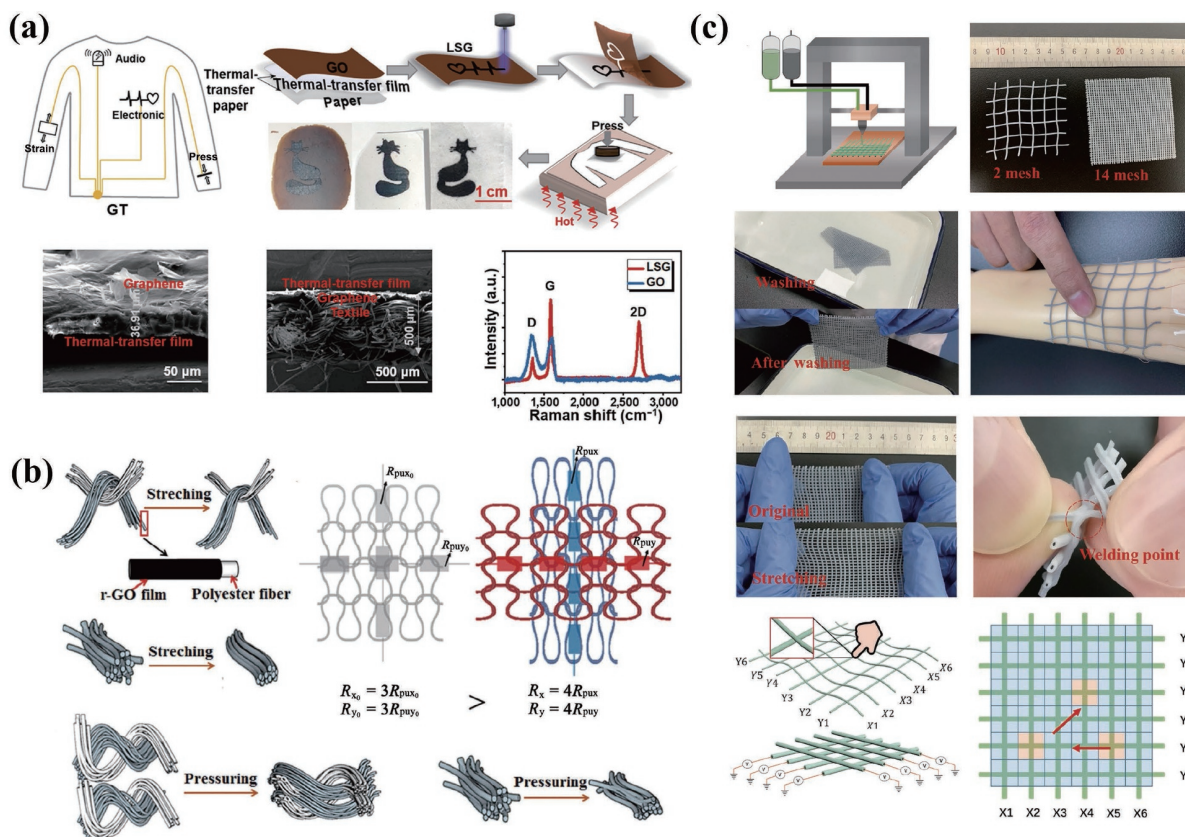 (a)
Audio
Electronic
Strain
Press
GT
Thermal-
transfer
paper
GO
Thermal-transfer film
Paper
LSG
Press
Hot
1 cm
Graphene
36.91 μm
Thermal-transfer film
50 μm
Thermal-transfer film
Graphene
Textile
500 μm
500 μm
LSG
GO
D
G
2D
Intensity (a.u.)
1,000 1,500 2,000 2,500 3,000
Raman shift (cm⁻¹)
(b)
Streching
r-GO film
Polyester fiber
Streching
Pressuring
Pressuring
Rpux₀
Rpuy₀
Rpux
Rpuy
Rx₀ = 3Rpux₀
Ry₀ = 3Rpuy₀
>
Rx = 4Rpux
Ry = 4Rpuy
(c)
2 mesh
14 mesh
Washing
After washing
Original
Stretching
Welding point
Y6
Y5
Y4
Y3
Y2
Y1
X6
X5
X4
X3
X2
X1
V V V V V V V V
Y
Y
Y
Y
Y
Y
X1 X2 X3 X4 X5 X6